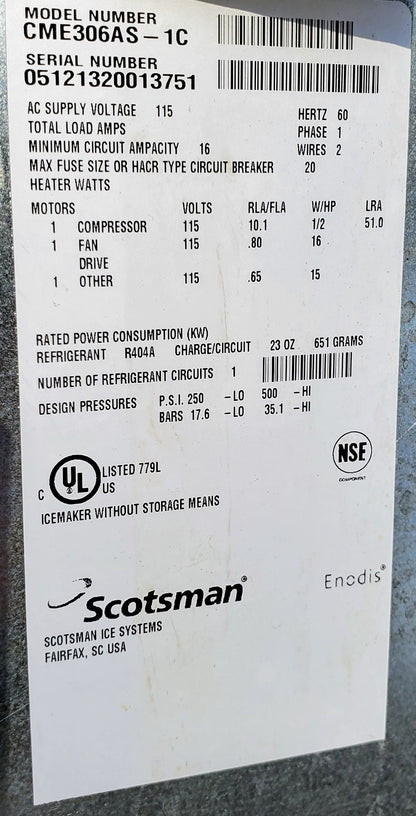 MODEL NUMBER
CME306AS-1C
SERIAL NUMBER
05121320013751
AC SUPPLY VOLTAGE 115 HERTZ 60
TOTAL LOAD AMPS PHASE 1
MINIMUM CIRCUIT AMPACITY 16 WIRES 2
MAX FUSE SIZE OR HACR TYPE CIRCUIT BREAKER 20
HEATER WATTS
MOTORS VOLTS RLA/FLA W/HP LRA
1 COMPRESSOR 115 10.1 1/2 51.0
1 FAN 115 .80 16
DRIVE
1 OTHER 115 .65 15
RATED POWER CONSUMPTION (KW)
REFRIGERANT R404A CHARGE/CIRCUIT 23 OZ 651 GRAMS
NUMBER OF REFRIGERANT CIRCUITS 1
DESIGN PRESSURES P.S.I. 250 -LO 500 -HI
BARS 17.6 -LO 35.1 -HI
NSF
COMPONENT
C UL US LISTED 779L
ICEMAKER WITHOUT STORAGE MEANS
Scotsman®
Enodis®
SCOTSMAN ICE SYSTEMS
FAIRFAX, SC USA